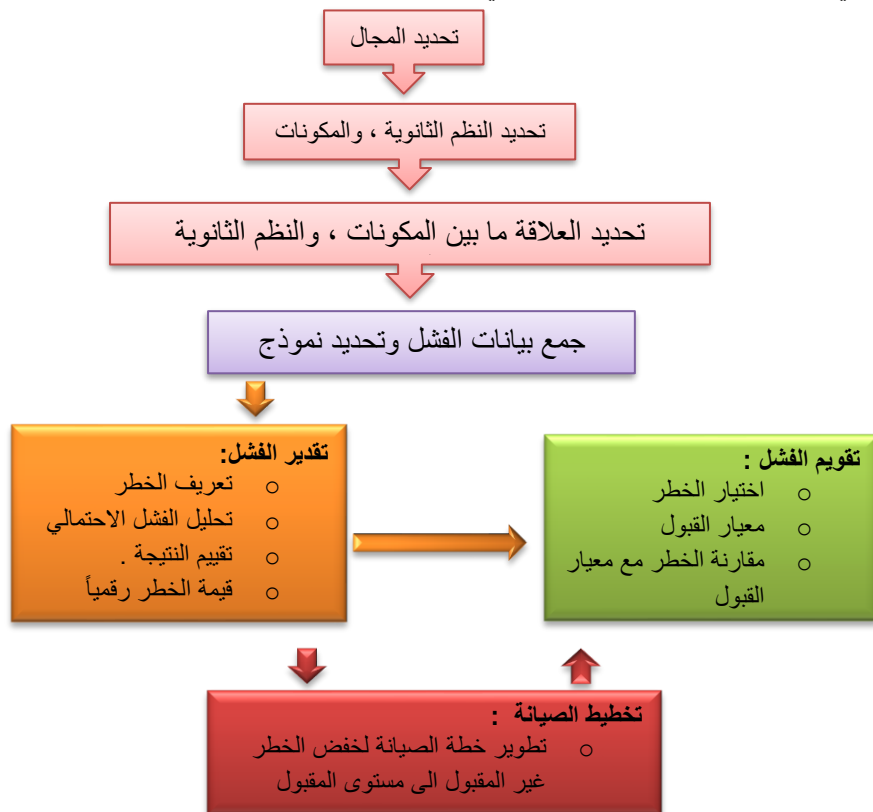 تحديد المجال
تحديد النظم الثانوية ، والمكونات
تحديد العلاقة ما بين المكونات ، والنظم الثانوية
جمع بيانات الفشل وتحديد نموذج
تقدير الفشل:
o تعريف الخطر
o تحليل الفشل الاحتمالي
o تقييم النتيجة .
o قيمة الخطر رقمياً
تقويم الفشل :
o اختيار الخطر
o معيار القبول
o مقارنة الخطر مع معيار
القبول
تخطيط الصيانة :
o تطوير خطة الصيانة لخفض الخطر
غير المقبول الى مستوى المقبول